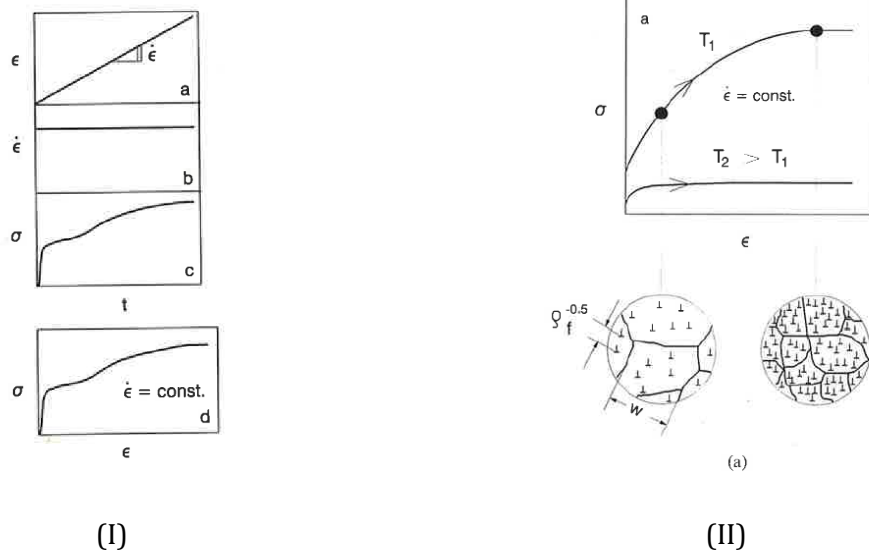 ϵ
ϵ̇
a
ϵ̇
b
σ
c
t
σ
ϵ̇ = const.
d
ϵ
(I)
a
T₁
ϵ̇ = const.
σ
T₂ > T₁
ϵ
ϱf^-0.5
w
(a)
(II)